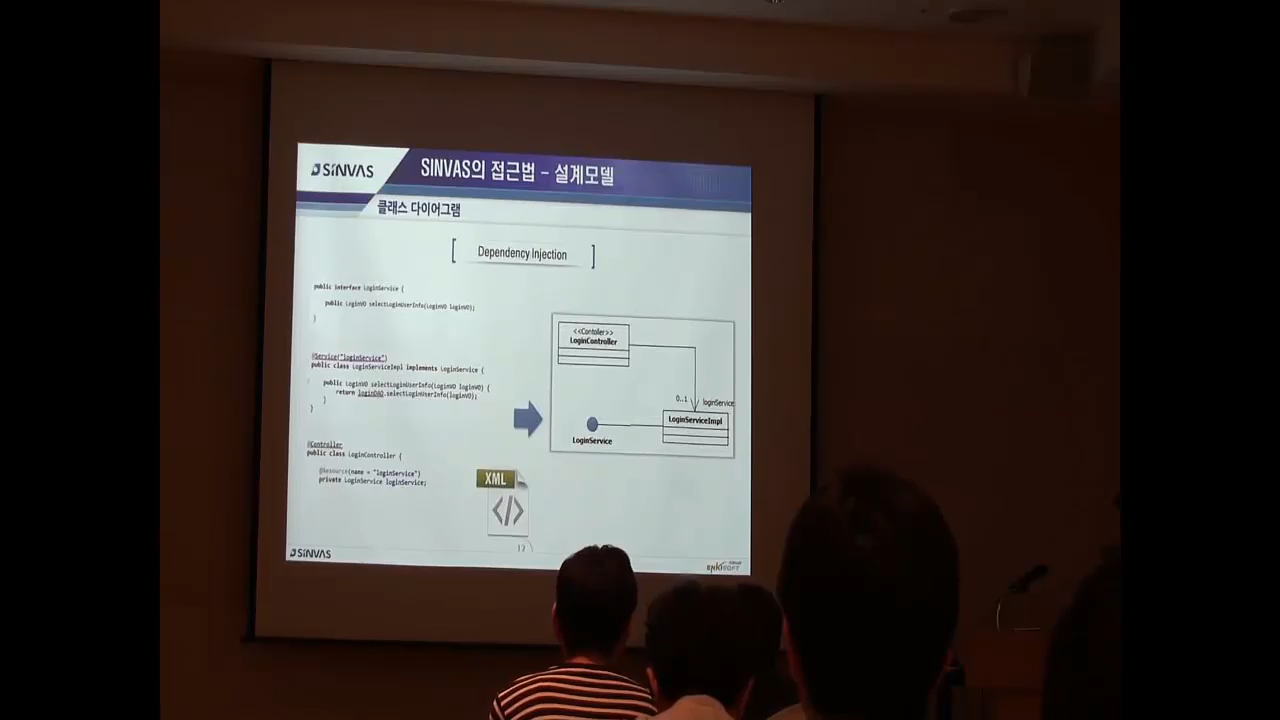 SINVAS
SINVAS의 접근법 - 설계모델
클래스 다이어그램
[ Dependency Injection ]
public interface LoginService {
public LoginVO selectLoginUserInfo(LoginVO loginVO);
}
@Service("loginService")
public class LoginServiceImpl implements LoginService {
public LoginVO selectLoginUserInfo(LoginVO loginVO) {
return loginDAO.selectLoginUserInfo(loginVO);
}
}
@Controller
public class LoginController {
@Resource(name = "loginService")
private LoginService loginService;
<<Contoller>>
LoginController
0..1
loginService
LoginServiceImpl
LoginService
XML
</>
12
SINVAS
ENKISOFT